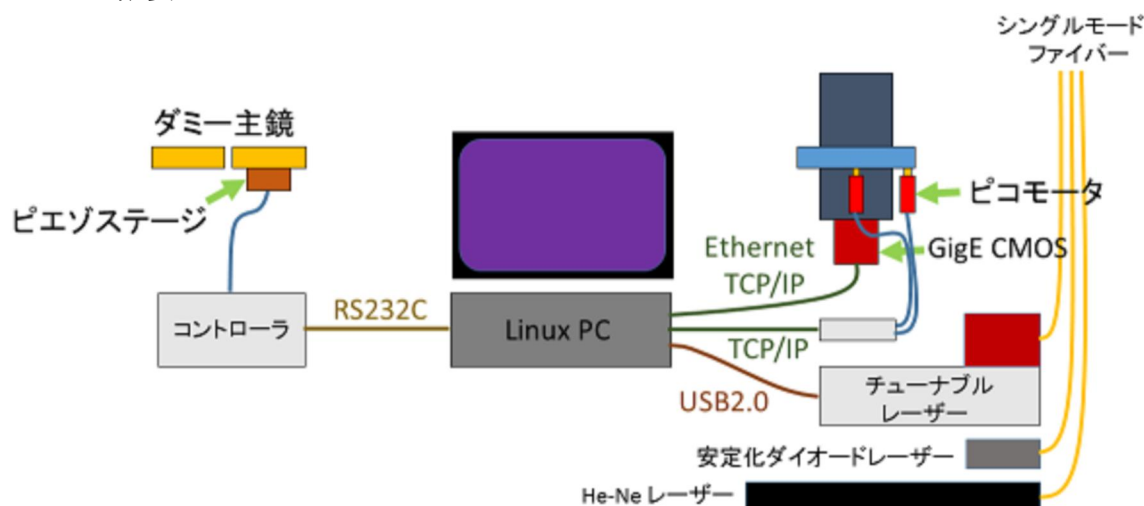 シングルモード
ファイバー
ダミー主鏡
ピエゾステージ
ピコモータ
Ethernet
TCP/IP
GigE CMOS
コントローラ
RS232C
Linux PC
TCP/IP
USB2.0
チューナブル
レーザー
安定化ダイオードレーザー
He-Ne レーザー